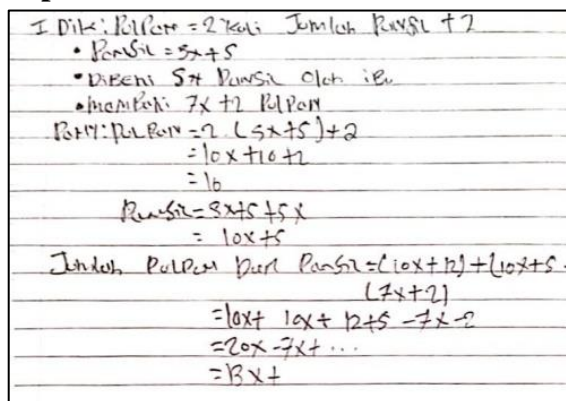 I Dik: PulPen = 2 Kali Jumlah Pensil + 2
• Pensil = 5x+5
• Diberi 5x Pensil Oleh ibu
• memberi 7x+2 PulPen
PulPen = 2 (5x+5)+2
= 10x+10+2
= 10
Pensil = 5x+5+5x
= 10x+5
Jumlah PulPen Dan Pensil = (10x+12)+(10x+5 -
(7x+2)
= 10x+ 10x+ 12+5 -7x-2
= 20x -7x+ ...
= 13x+